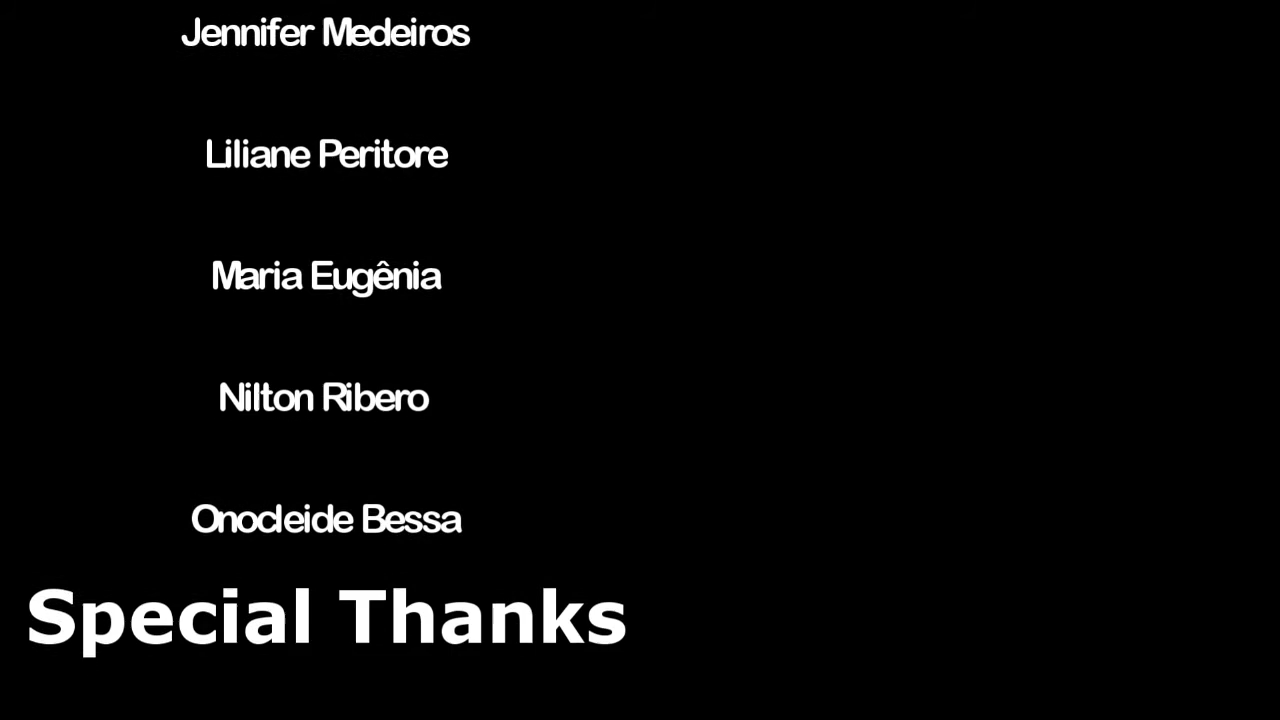 Jennifer Medeiros
Liliane Peritore
Maria Eugênia
Nilton Ribero
Onocleide Bessa
Special Thanks